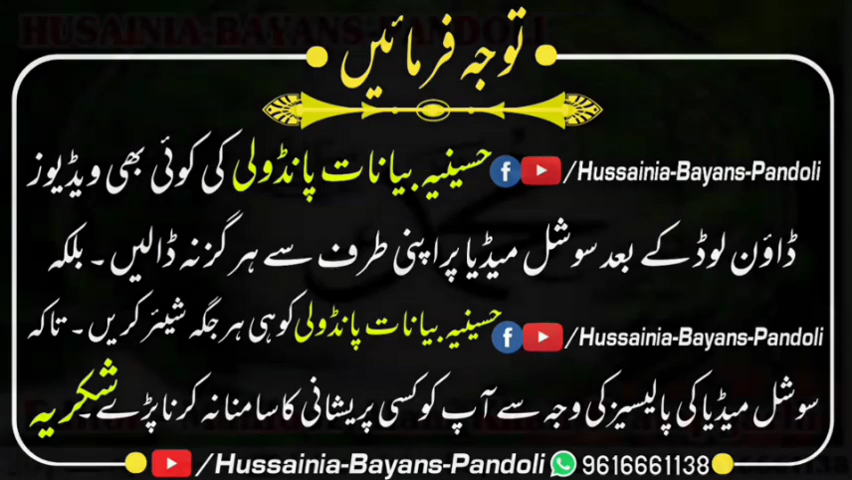 HUSAINIA-BAYANS-PANDOLI
توجہ فرمائیں
/Hussainia-Bayans-Pandoli حسینیہ بیانات پانڈولی کی کوئی بھی ویڈیوز
ڈاؤن لوڈ کے بعد سوشل میڈیا پر اپنی طرف سے ہرگز نہ ڈالیں۔ بلکہ
/Hussainia-Bayans-Pandoli حسینیہ بیانات پانڈولی کو ہی ہر جگہ شیئر کریں۔ تاکہ
سوشل میڈیا کی پالیسیز کی وجہ سے آپ کو کسی پریشانی کا سامنا نہ کرنا پڑے۔ شکریہ
/Hussainia-Bayans-Pandoli 9616661138